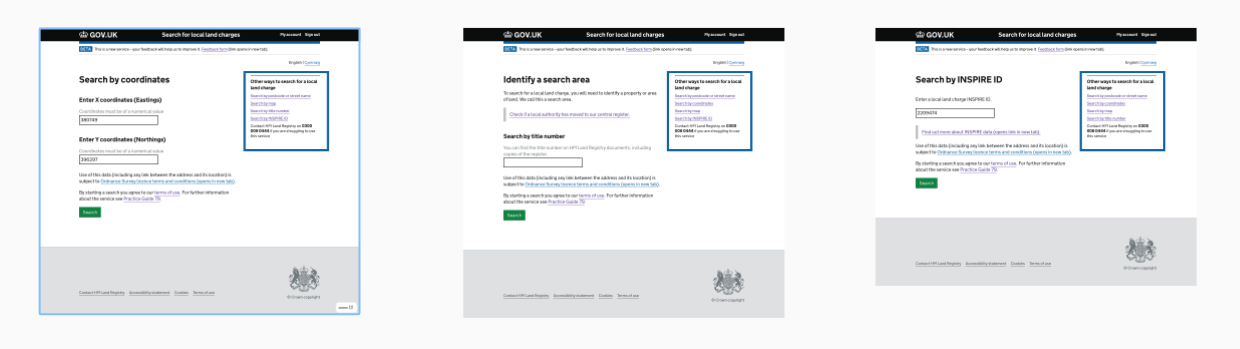 GOV.UK
Search for local land charges
My account Sign out
BETA This is a new service - your feedback will help us to improve it. Feedback form (link opens in new tab).
English | Cymraeg
Search by coordinates
Enter X coordinates (Eastings)
Coordinates must be of a numerical value
380749
Enter Y coordinates (Northings)
Coordinates must be of a numerical value
Use of this data (including any link between the address and its location) is
subject to Ordnance Survey licence terms and conditions (opens in new tab).
By starting a search you agree to our terms of use. For further information
about the service see Practice Guide 79.
Search
Other ways to search for a local
land charge
Search by postcode or street name
Search by map
Search by title number
Search by INSPIRE ID
Contact HM Land Registry on 0300
006 0444 if you are struggling to use
this service
Contact HM Land Registry Accessibility statement Cookies Terms of use
© Crown copyright
GOV.UK
Search for local land charges
My account Sign out
BETA This is a new service - your feedback will help us to improve it. Feedback form (link opens in new tab).
English | Cymraeg
Identify a search area
To search for a local land charge, you will need to identify a property or area
of land. We call this a search area.
Check if a local authority has moved to our central register.
Search by title number
You can find the title number on HM Land Registry documents, including
copies of the register.
Use of this data (including any link between the address and its location) is
subject to Ordnance Survey licence terms and conditions (opens in new tab).
By starting a search you agree to our terms of use. For further information
about the service see Practice Guide 79.
Search
Other ways to search for a local
land charge
Search by postcode or street name
Search by coordinates
Search by map
Search by INSPIRE ID
Contact HM Land Registry on 0300
006 0444 if you are struggling to use
this service
Contact HM Land Registry Accessibility statement Cookies Terms of use
© Crown copyright
GOV.UK
Search for local land charges
My account Sign out
BETA This is a new service - your feedback will help us to improve it. Feedback form (link opens in new tab).
English | Cymraeg
Search by INSPIRE ID
Enter a local land charge INSPIRE ID.
Find out more about INSPIRE data (opens link in new tab).
Use of this data (including any link between the address and its location) is
subject to Ordnance Survey licence terms and conditions (opens in new tab).
By starting a search you agree to our terms of use. For further information
about the service see Practice Guide 79.
Search
Other ways to search for a local
land charge
Search by postcode or street name
Search by coordinates
Search by map
Search by title number
Contact HM Land Registry on 0300
006 0444 if you are struggling to use
this service
Contact HM Land Registry Accessibility statement Cookies Terms of use
© Crown copyright